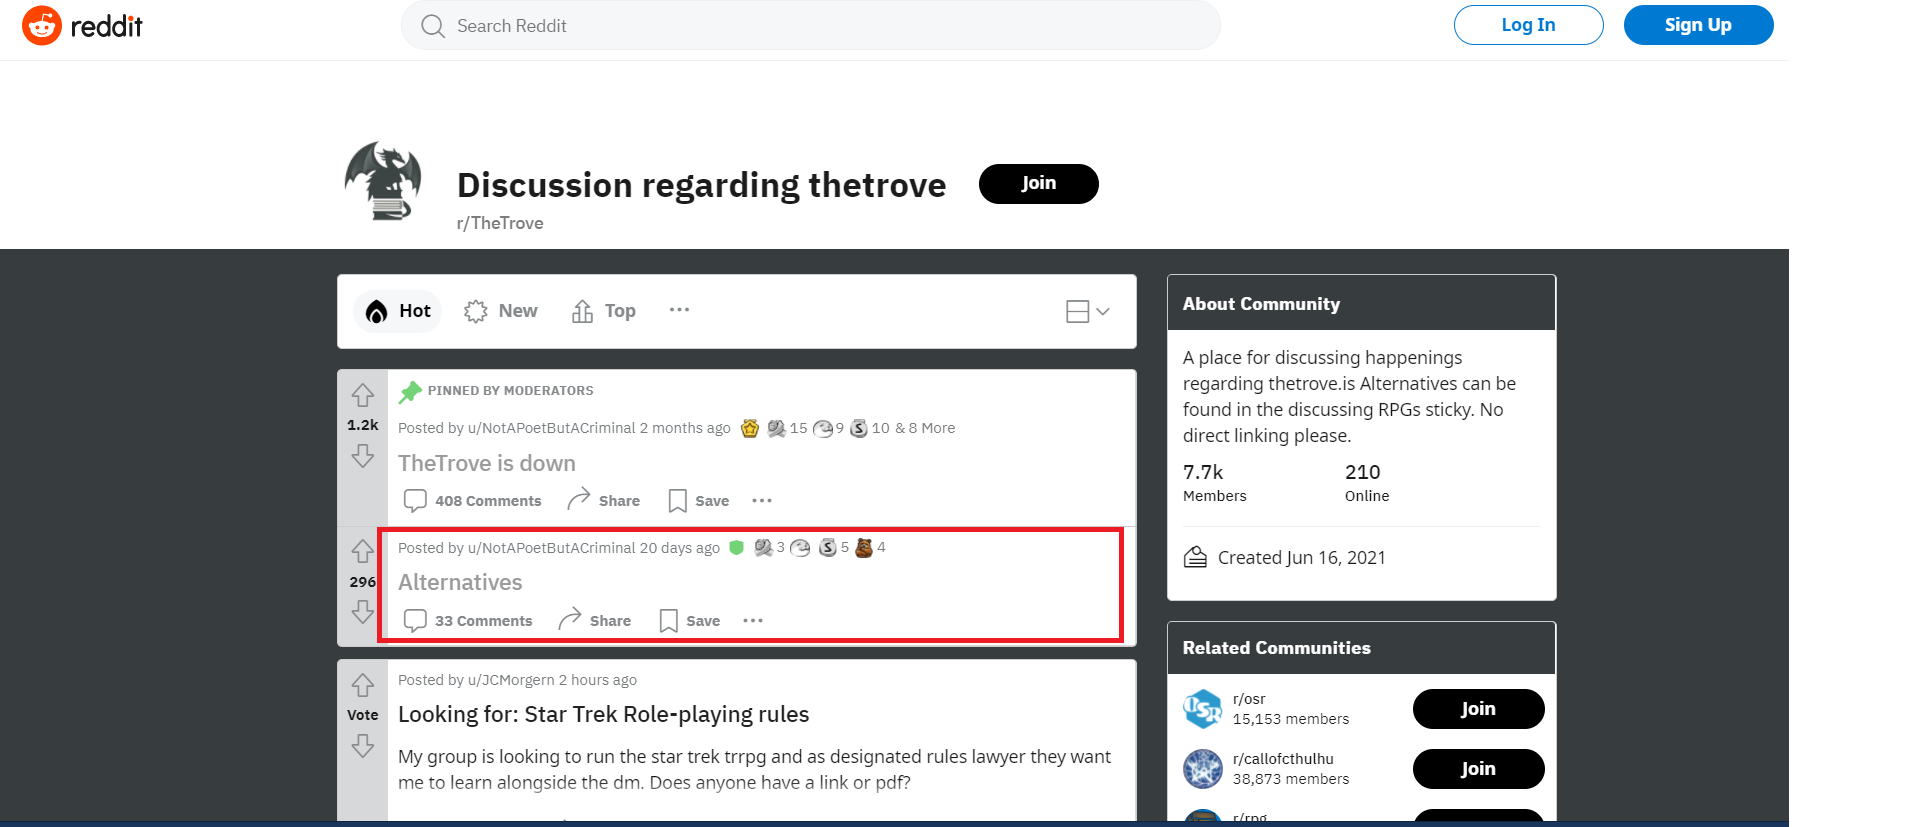 reddit
Search Reddit
Log In
Sign Up
Discussion regarding thetrove
Join
r/TheTrove
Hot
New
Top
PINNED BY MODERATORS
1.2k
Posted by u/NotAPoetButACriminal 2 months ago 15 9 10 & 8 More
TheTrove is down
408 Comments Share Save
Posted by u/NotAPoetButACriminal 20 days ago 3 5 4
296
Alternatives
33 Comments Share Save
Posted by u/JCMorgern 2 hours ago
Vote
Looking for: Star Trek Role-playing rules
My group is looking to run the star trek trrpg and as designated rules lawyer they want
me to learn alongside the dm. Does anyone have a link or pdf?
About Community
A place for discussing happenings
regarding thetrove.is Alternatives can be
found in the discussing RPGs sticky. No
direct linking please.
7.7k 210
Members Online
Created Jun 16, 2021
Related Communities
r/osr
15,153 members
Join
r/callofcthulhu
38,873 members
Join
r/rpg